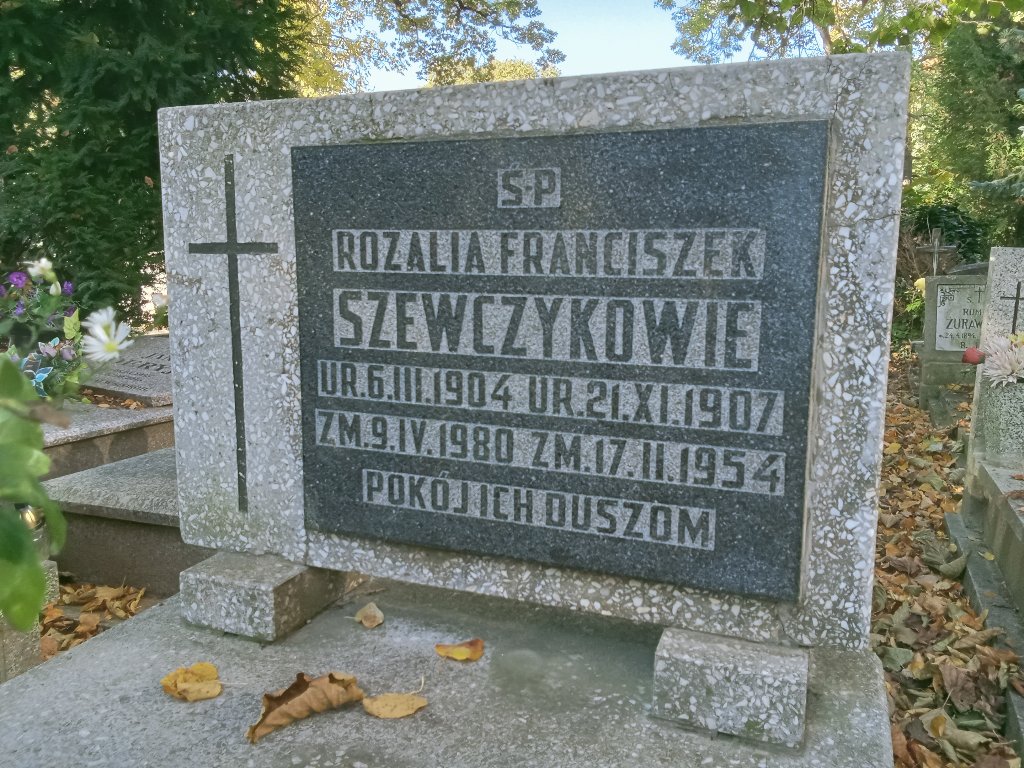 Ś·P
ROZALIA FRANCISZEK
SZEWCZYKOWIE
UR.6.III.1904 UR.21.XI.1907
ZM.9.IV.1980 ZM.17.II.1954
POKÓJ ICH DUSZOM